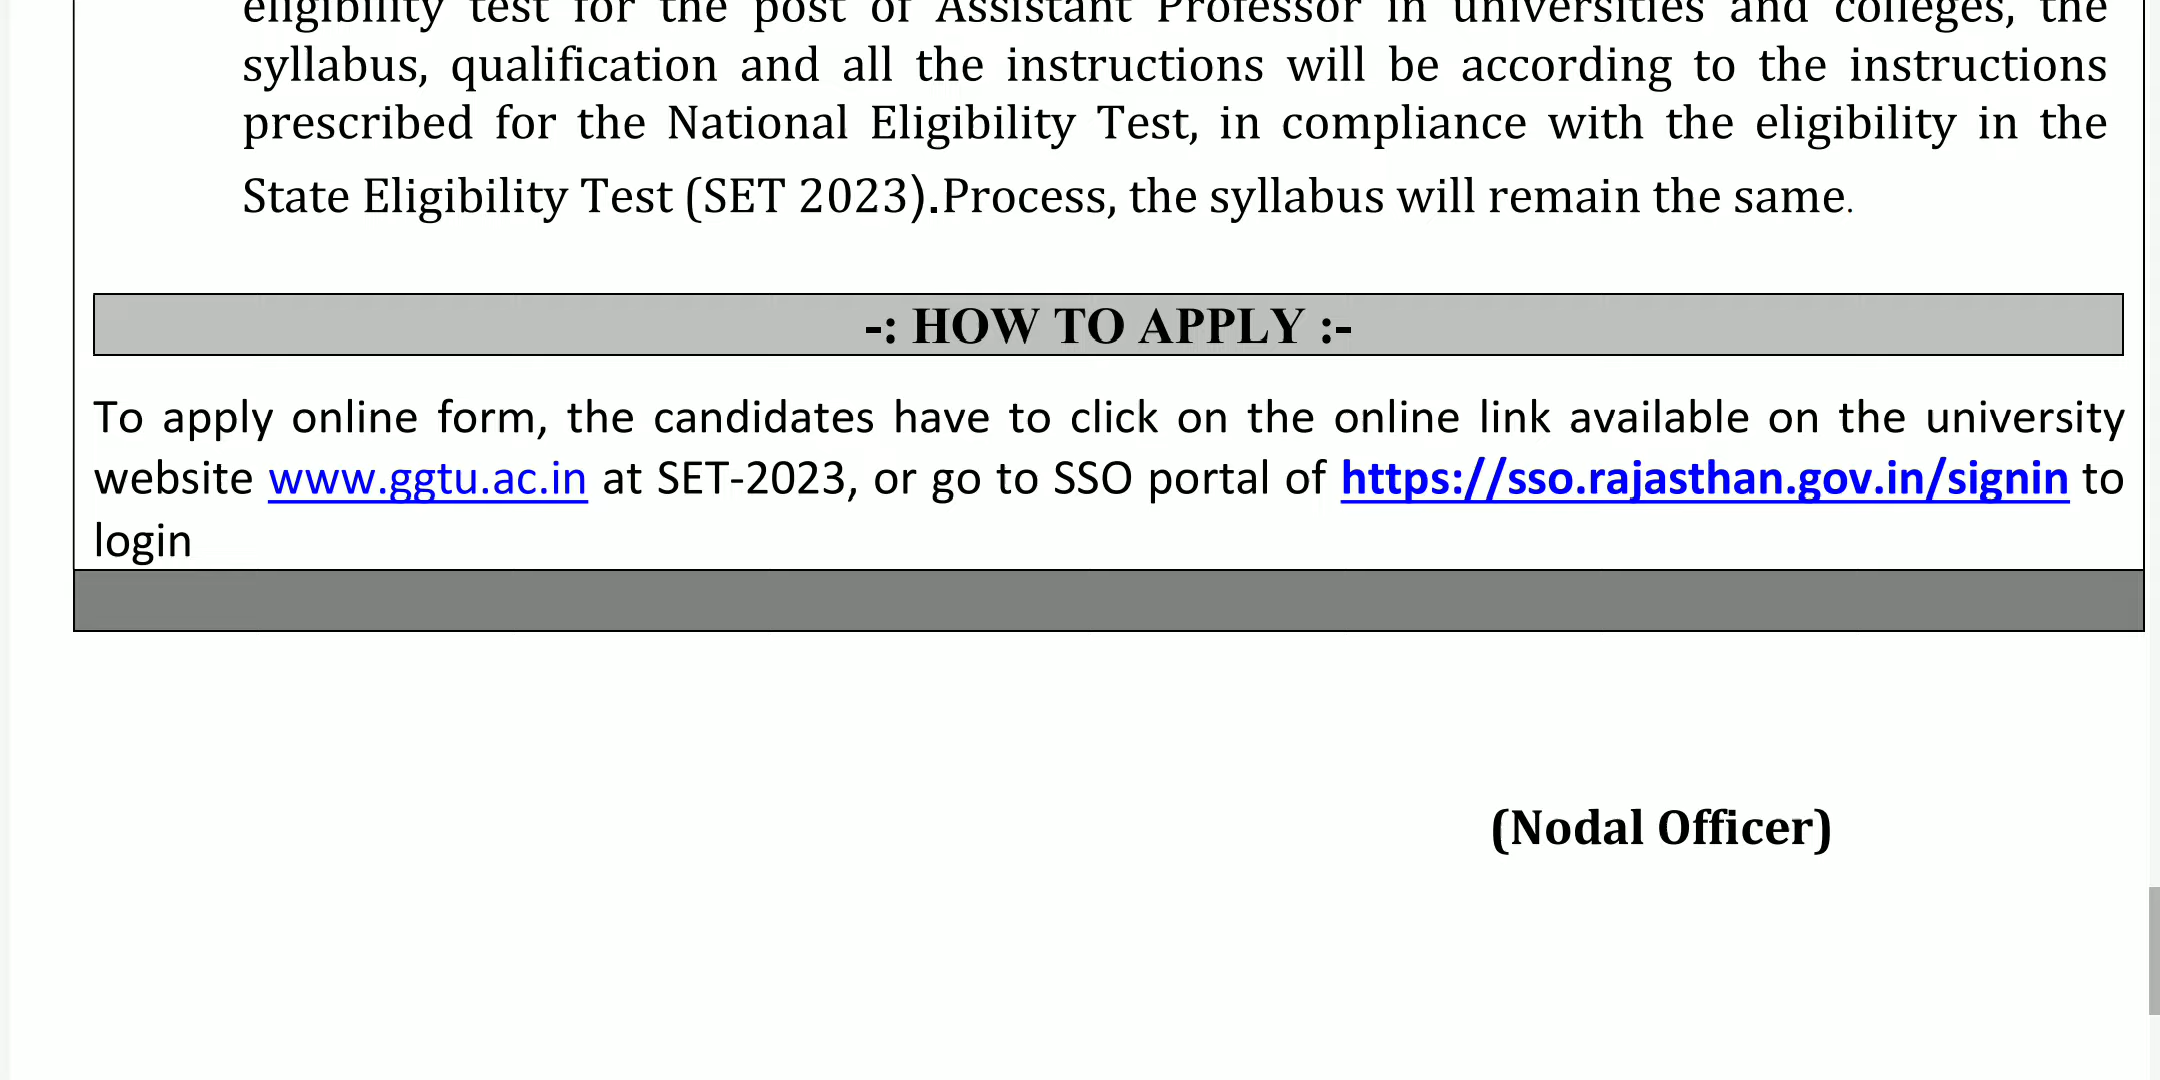 eligibility test for the post of Assistant Professor in universities and colleges, the
syllabus, qualification and all the instructions will be according to the instructions
prescribed for the National Eligibility Test, in compliance with the eligibility in the
State Eligibility Test (SET 2023).Process, the syllabus will remain the same.
-: HOW TO APPLY :-
To apply online form, the candidates have to click on the online link available on the university
website www.ggtu.ac.in at SET-2023, or go to SSO portal of https://sso.rajasthan.gov.in/signin to
login
(Nodal Officer)